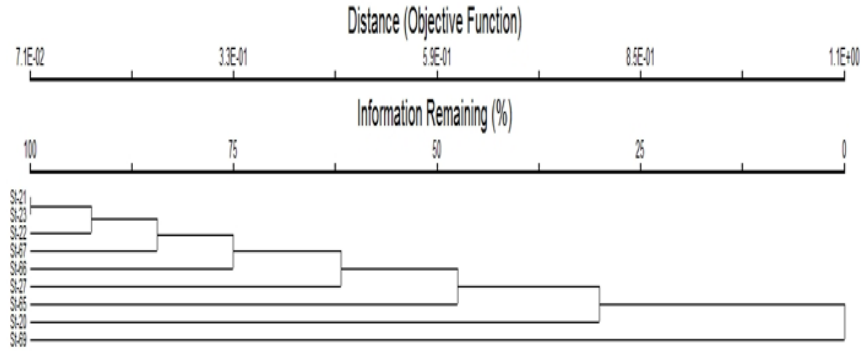 Distance (Objective Function)
7.1E-02 3.3E-01 5.9E-01 8.5E-01 1.1E+00
Information Remaining (%)
100 75 50 25 0
St-21
St-23
St-22
St-67
St-66
St-27
St-65
St-20
St-69